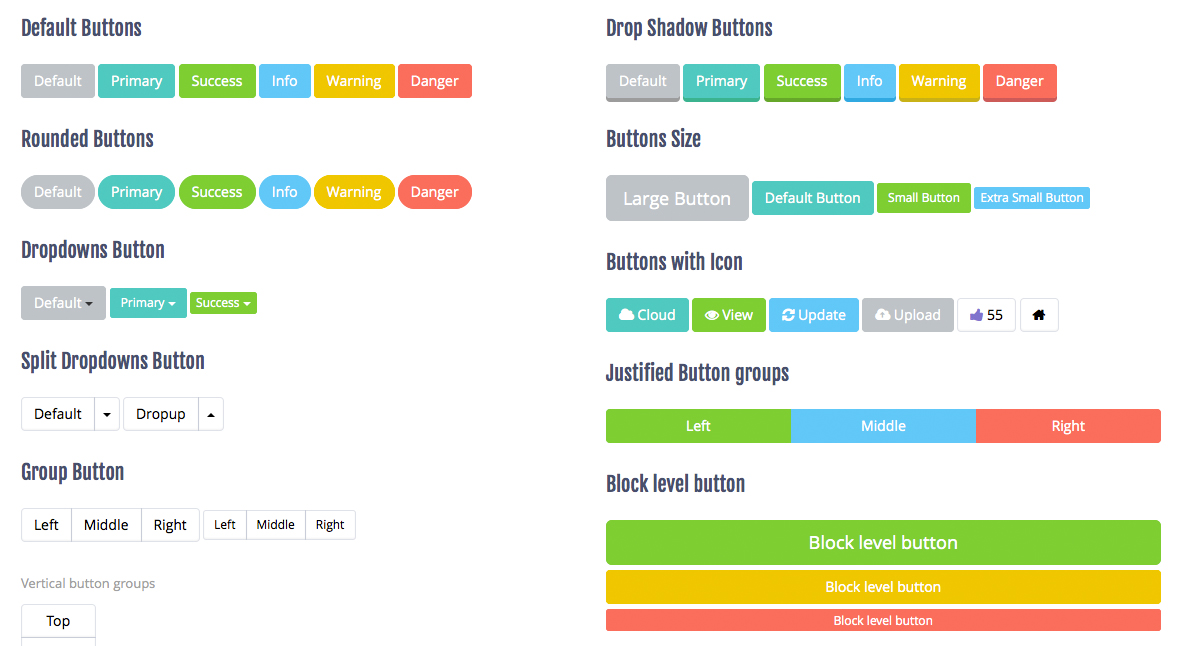 Default Buttons
Default Primary Success Info Warning Danger
Rounded Buttons
Default Primary Success Info Warning Danger
Dropdowns Button
Default Primary Success
Split Dropdowns Button
Default Dropup
Group Button
Left Middle Right Left Middle Right
Vertical button groups
Top
Drop Shadow Buttons
Default Primary Success Info Warning Danger
Buttons Size
Large Button Default Button Small Button Extra Small Button
Buttons with Icon
Cloud View Update Upload 55
Justified Button groups
Left Middle Right
Block level button
Block level button
Block level button
Block level button